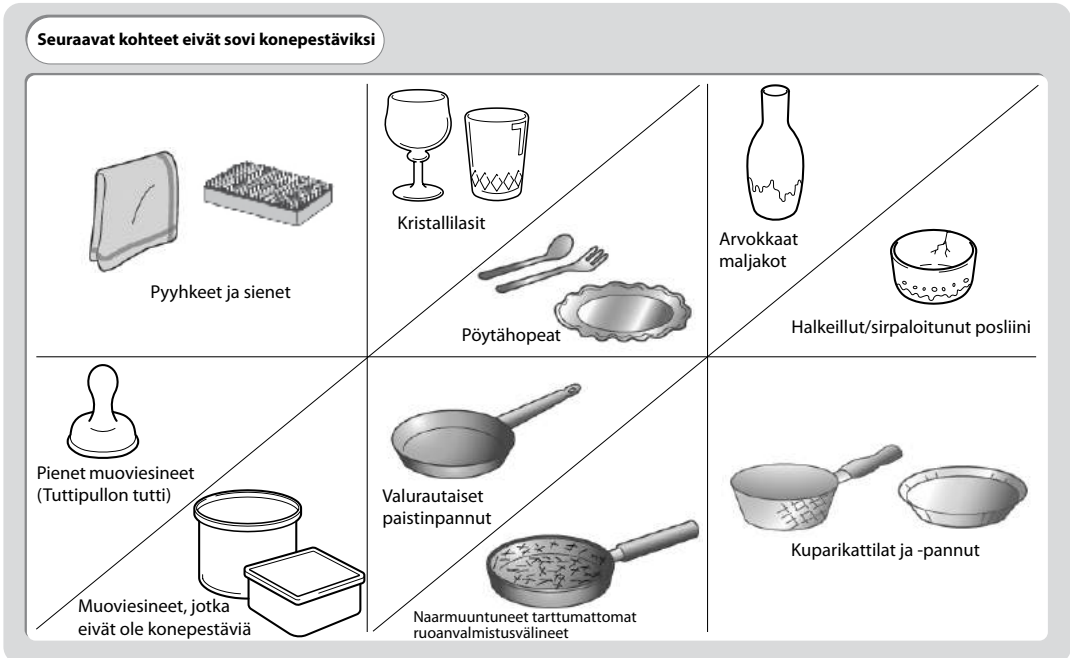 Seuraavat kohteet eivät sovi konepestäviksi
Pyyhkeet ja sienet
Kristallilasit
Pöytähopeat
Arvokkaat
maljakot
Halkeillut/sirpaloitunut posliini
Pienet muoviesineet
(Tuttipullon tutti)
Muoviesineet, jotka
eivät ole konepestäviä
Valurautaiset
paistinpannut
Naarmuuntuneet tarttumattomat
ruoanvalmistusvälineet
Kuparikattilat ja -pannut